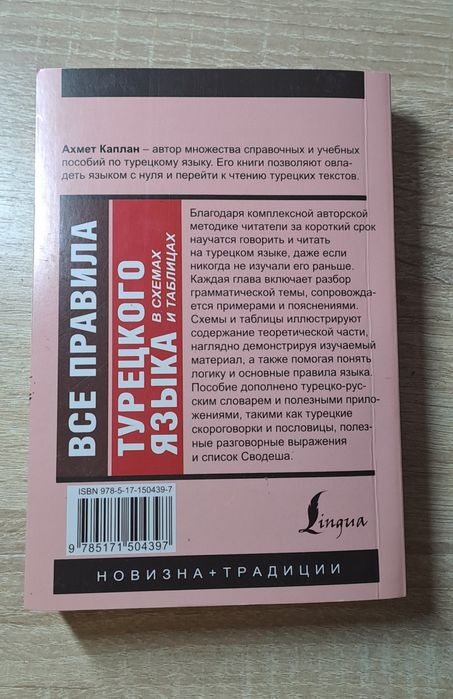 Ахмет Каплан – автор множества справочных и учебных
пособий по турецкому языку. Его книги позволяют овла-
деть языком с нуля и перейти к чтению турецких текстов.
ВСЕ ПРАВИЛА
ТУРЕЦКОГО
ЯЗЫКА
В СХЕМАХ
И ТАБЛИЦАХ
Благодаря комплексной авторской
методике читатели за короткий срок
научатся говорить и читать
на турецком языке, даже если
никогда не изучали его раньше.
Каждая глава включает разбор
грамматической темы, сопровожда-
ется примерами и пояснениями.
Схемы и таблицы иллюстрируют
содержание теоретической части,
наглядно демонстрируя изучаемый
материал, а также помогая понять
логику и основные правила языка.
Пособие дополнено турецко-рус-
ским словарем и полезными прило-
жениями, такими как турецкие
скороговорки и пословицы, полез-
ные разговорные выражения
и список Сводеша.
ISBN 978-5-17-150439-7
9 785171 504397
Lingua
НОВИЗНА+ТРАДИЦИИ